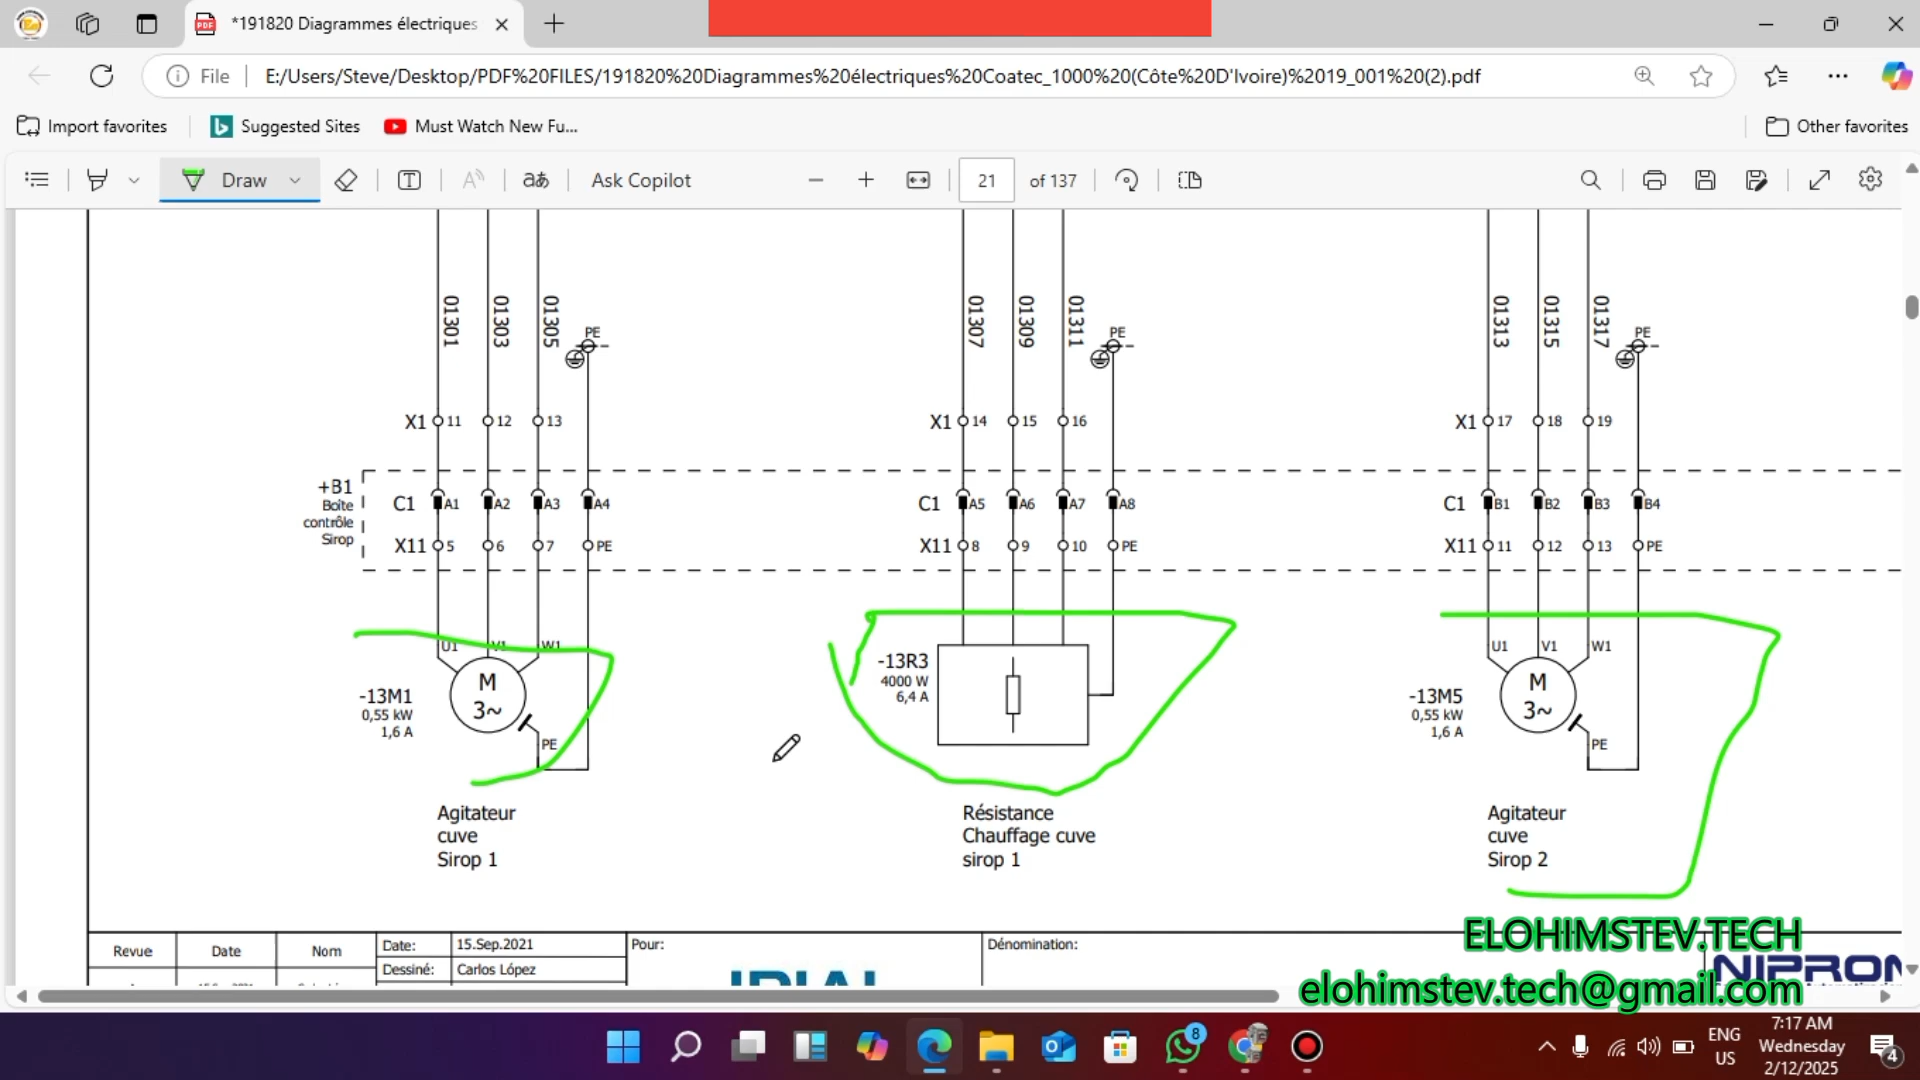 *191820 Diagrammes électriques
File
E:/Users/Steve/Desktop/PDF%20FILES/191820%20Diagrammes%20électriques%20Coatec_1000%20(Côte%20D'Ivoire)%2019_001%20(2).pdf
Import favorites
Suggested Sites
Must Watch New Fu...
Other favorites
Draw
aあ
Ask Copilot
21 of 137
01301 01303 01305 PE
01307 01309 01311 PE
01313 01315 01317 PE
X1 11 12 13
X1 14 15 16
X1 17 18 19
+B1
Boite
contrôle
Sirop
C1 A1 A2 A3 A4
C1 A5 A6 A7 A8
C1 B1 B2 B3 B4
X11 5 6 7 PE
X11 8 9 10 PE
X11 11 12 13 PE
U1 V1 W1
-13M1
0,55 kW
1,6 A
M
3~
PE
-13R3
4000 W
6,4 A
U1 V1 W1
-13M5
0,55 kW
1,6 A
M
3~
PE
Agitateur
cuve
Sirop 1
Résistance
Chauffage cuve
sirop 1
Agitateur
cuve
Sirop 2
Revue Date Nom
Date: 15.Sep.2021
Dessiné: Carlos López
Pour:
Dénomination:
ELOHIMSTEV.TECH
elohimstev.tech@gmail.com
8
ENG
US
7:17 AM
Wednesday
2/12/2025
4